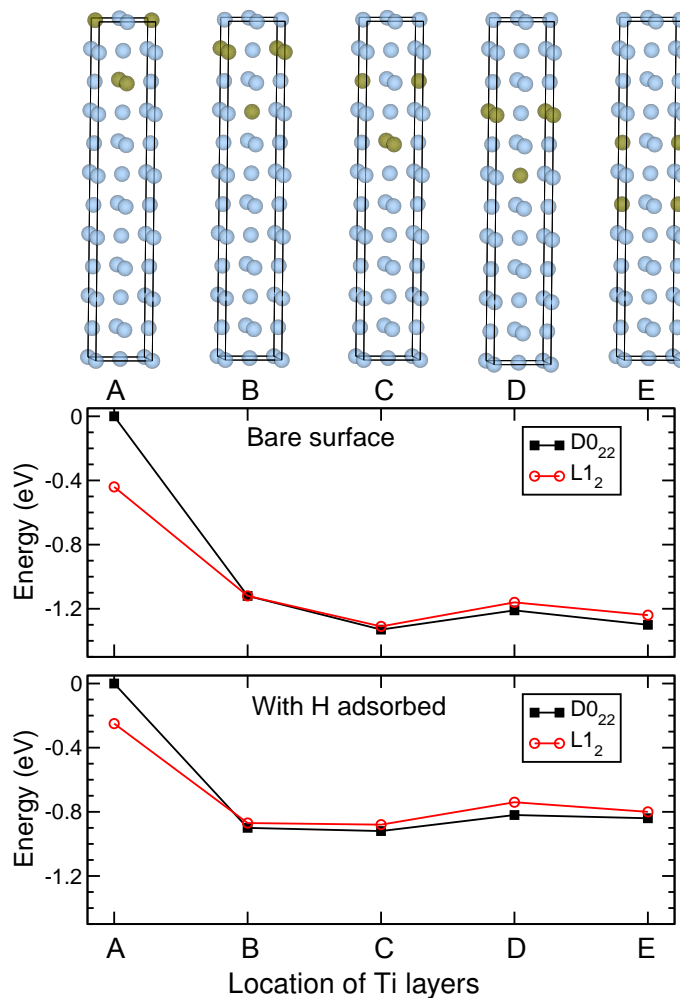 A B C D E
Bare surface
D0₂₂
L1₂
Energy (eV)
0
-0.4
-0.8
-1.2
With H adsorbed
D0₂₂
L1₂
Energy (eV)
0
-0.4
-0.8
-1.2
A B C D E
Location of Ti layers